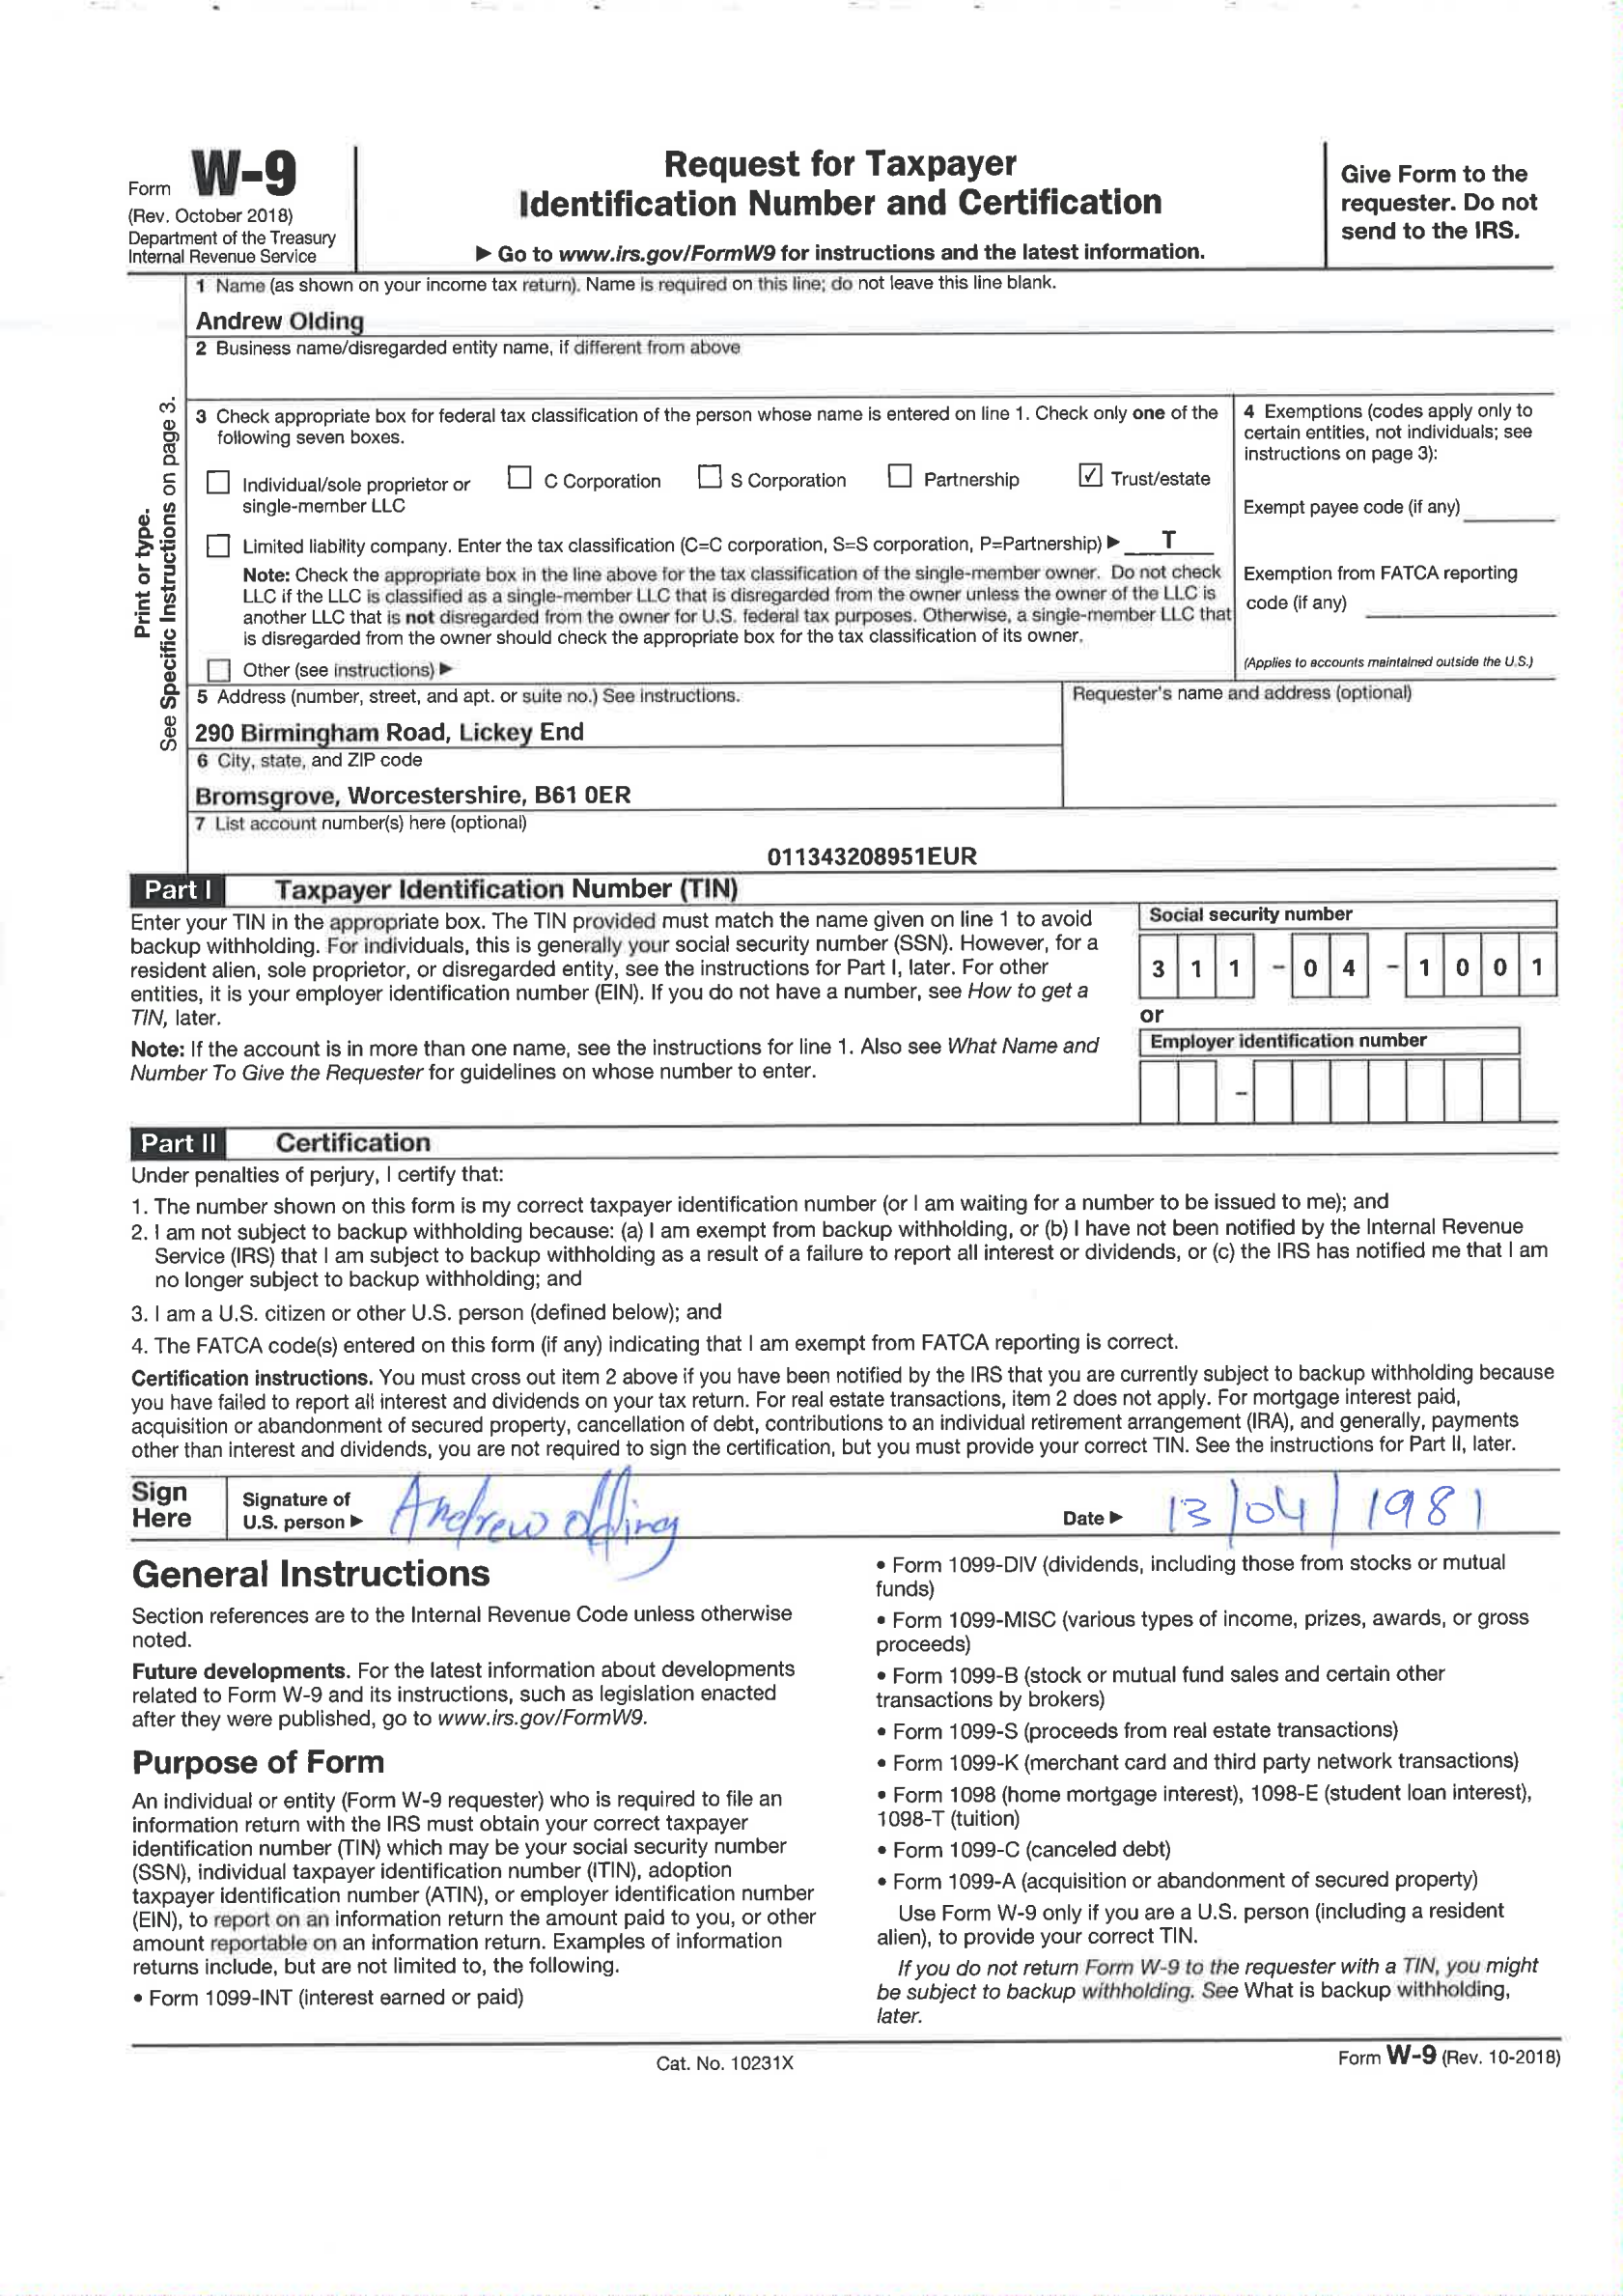 Form W-9
(Rev. October 2018)
Department of the Treasury
Internal Revenue Service
Request for Taxpayer
Identification Number and Certification
▶ Go to www.irs.gov/FormW9 for instructions and the latest information.
Give Form to the
requester. Do not
send to the IRS.
Print or type.
See Specific Instructions on page 3.
1 Name (as shown on your income tax return). Name is required on this line; do not leave this line blank.
Andrew Olding
2 Business name/disregarded entity name, if different from above
3 Check appropriate box for federal tax classification of the person whose name is entered on line 1. Check only one of the
following seven boxes.
☐ Individual/sole proprietor or ☐ C Corporation ☐ S Corporation ☐ Partnership ☑ Trust/estate
single-member LLC
☐ Limited liability company. Enter the tax classification (C=C corporation, S=S corporation, P=Partnership) ▶ T
Note: Check the appropriate box in the line above for the tax classification of the single-member owner. Do not check
LLC if the LLC is classified as a single-member LLC that is disregarded from the owner unless the owner of the LLC is
another LLC that is not disregarded from the owner for U.S. federal tax purposes. Otherwise, a single-member LLC that
is disregarded from the owner should check the appropriate box for the tax classification of its owner.
☐ Other (see instructions) ▶
4 Exemptions (codes apply only to
certain entities, not individuals; see
instructions on page 3):
Exempt payee code (if any)
Exemption from FATCA reporting
code (if any)
(Applies to accounts maintained outside the U.S.)
5 Address (number, street, and apt. or suite no.) See instructions.
290 Birmingham Road, Lickey End
Requester's name and address (optional)
6 City, state, and ZIP code
Bromsgrove, Worcestershire, B61 0ER
7 List account number(s) here (optional)
011343208951EUR
Part I Taxpayer Identification Number (TIN)
Enter your TIN in the appropriate box. The TIN provided must match the name given on line 1 to avoid
backup withholding. For individuals, this is generally your social security number (SSN). However, for a
resident alien, sole proprietor, or disregarded entity, see the instructions for Part I, later. For other
entities, it is your employer identification number (EIN). If you do not have a number, see How to get a
TIN, later.
Note: If the account is in more than one name, see the instructions for line 1. Also see What Name and
Number To Give the Requester for guidelines on whose number to enter.
Social security number
3 1 1 - 0 4 - 1 0 0 1
or
Employer identification number
-
Part II Certification
Under penalties of perjury, I certify that:
1. The number shown on this form is my correct taxpayer identification number (or I am waiting for a number to be issued to me); and
2. I am not subject to backup withholding because: (a) I am exempt from backup withholding, or (b) I have not been notified by the Internal Revenue
Service (IRS) that I am subject to backup withholding as a result of a failure to report all interest or dividends, or (c) the IRS has notified me that I am
no longer subject to backup withholding; and
3. I am a U.S. citizen or other U.S. person (defined below); and
4. The FATCA code(s) entered on this form (if any) indicating that I am exempt from FATCA reporting is correct.
Certification instructions. You must cross out item 2 above if you have been notified by the IRS that you are currently subject to backup withholding because
you have failed to report all interest and dividends on your tax return. For real estate transactions, item 2 does not apply. For mortgage interest paid,
acquisition or abandonment of secured property, cancellation of debt, contributions to an individual retirement arrangement (IRA), and generally, payments
other than interest and dividends, you are not required to sign the certification, but you must provide your correct TIN. See the instructions for Part II, later.
Sign
Here
Signature of
U.S. person ▶
Andrew Olding
Date ▶ 13/04/1981
General Instructions
Section references are to the Internal Revenue Code unless otherwise
noted.
Future developments. For the latest information about developments
related to Form W-9 and its instructions, such as legislation enacted
after they were published, go to www.irs.gov/FormW9.
Purpose of Form
An individual or entity (Form W-9 requester) who is required to file an
information return with the IRS must obtain your correct taxpayer
identification number (TIN) which may be your social security number
(SSN), individual taxpayer identification number (ITIN), adoption
taxpayer identification number (ATIN), or employer identification number
(EIN), to report on an information return the amount paid to you, or other
amount reportable on an information return. Examples of information
returns include, but are not limited to, the following.
• Form 1099-INT (interest earned or paid)
• Form 1099-DIV (dividends, including those from stocks or mutual
funds)
• Form 1099-MISC (various types of income, prizes, awards, or gross
proceeds)
• Form 1099-B (stock or mutual fund sales and certain other
transactions by brokers)
• Form 1099-S (proceeds from real estate transactions)
• Form 1099-K (merchant card and third party network transactions)
• Form 1098 (home mortgage interest), 1098-E (student loan interest),
1098-T (tuition)
• Form 1099-C (canceled debt)
• Form 1099-A (acquisition or abandonment of secured property)
Use Form W-9 only if you are a U.S. person (including a resident
alien), to provide your correct TIN.
If you do not return Form W-9 to the requester with a TIN, you might
be subject to backup withholding. See What is backup withholding,
later.
Cat. No. 10231X
Form W-9 (Rev. 10-2018)